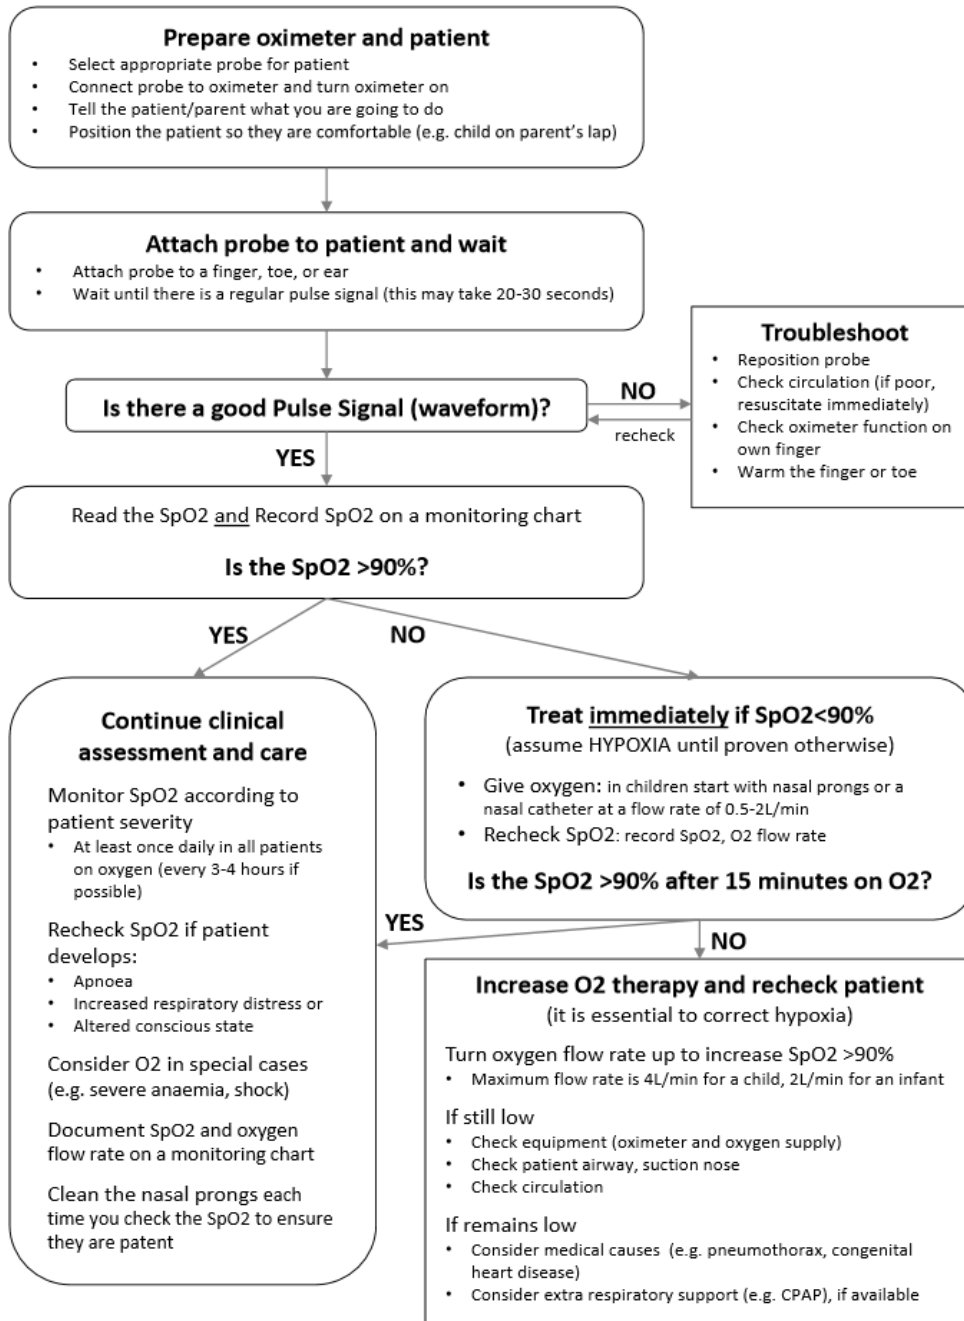 Prepare oximeter and patient
• Select appropriate probe for patient
• Connect probe to oximeter and turn oximeter on
• Tell the patient/parent what you are going to do
• Position the patient so they are comfortable (e.g. child on parent's lap)
Attach probe to patient and wait
• Attach probe to a finger, toe, or ear
• Wait until there is a regular pulse signal (this may take 20-30 seconds)
Is there a good Pulse Signal (waveform)?
NO
recheck
Troubleshoot
• Reposition probe
• Check circulation (if poor,
resuscitate immediately)
• Check oximeter function on
own finger
• Warm the finger or toe
YES
Read the SpO2 and Record SpO2 on a monitoring chart
Is the SpO2 >90%?
YES
NO
Continue clinical
assessment and care
Monitor SpO2 according to
patient severity
• At least once daily in all patients
on oxygen (every 3-4 hours if
possible)
Recheck SpO2 if patient
develops:
• Apnoea
• Increased respiratory distress or
• Altered conscious state
Consider O2 in special cases
(e.g. severe anaemia, shock)
Document SpO2 and oxygen
flow rate on a monitoring chart
Clean the nasal prongs each
time you check the SpO2 to ensure
they are patent
Treat immediately if SpO2<90%
(assume HYPOXIA until proven otherwise)
• Give oxygen: in children start with nasal prongs or a
nasal catheter at a flow rate of 0.5-2L/min
• Recheck SpO2: record SpO2, O2 flow rate
Is the SpO2 >90% after 15 minutes on O2?
YES
NO
Increase O2 therapy and recheck patient
(it is essential to correct hypoxia)
Turn oxygen flow rate up to increase SpO2 >90%
• Maximum flow rate is 4L/min for a child, 2L/min for an infant
If still low
• Check equipment (oximeter and oxygen supply)
• Check patient airway, suction nose
• Check circulation
If remains low
• Consider medical causes (e.g. pneumothorax, congenital
heart disease)
• Consider extra respiratory support (e.g. CPAP), if available